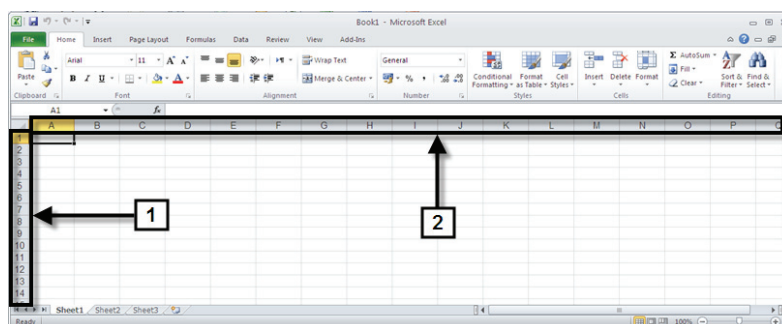 Book1 - Microsoft Excel
File Home Insert Page Layout Formulas Data Review View Add-Ins
Arial 11 A A Wrap Text General Σ AutoSum
Fill
Paste B I U A Merge & Center % , Conditional Format Cell Insert Delete Format Clear Sort & Find &
Formatting as Table Styles Filter Select
Clipboard Font Alignment Number Styles Cells Editing
A1 fx
A B C D E F G H I J K L M N O P Q
1
2
3
4
5
6
7
8
9
10
11
12
13
14
1
2
Sheet1 Sheet2 Sheet3
Ready 100%